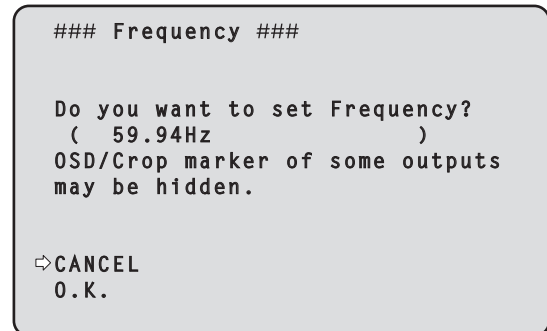 ### Frequency ###
Do you want to set Frequency?
( 59.94Hz )
OSD/Crop marker of some outputs
may be hidden.
⇨CANCEL
O.K.